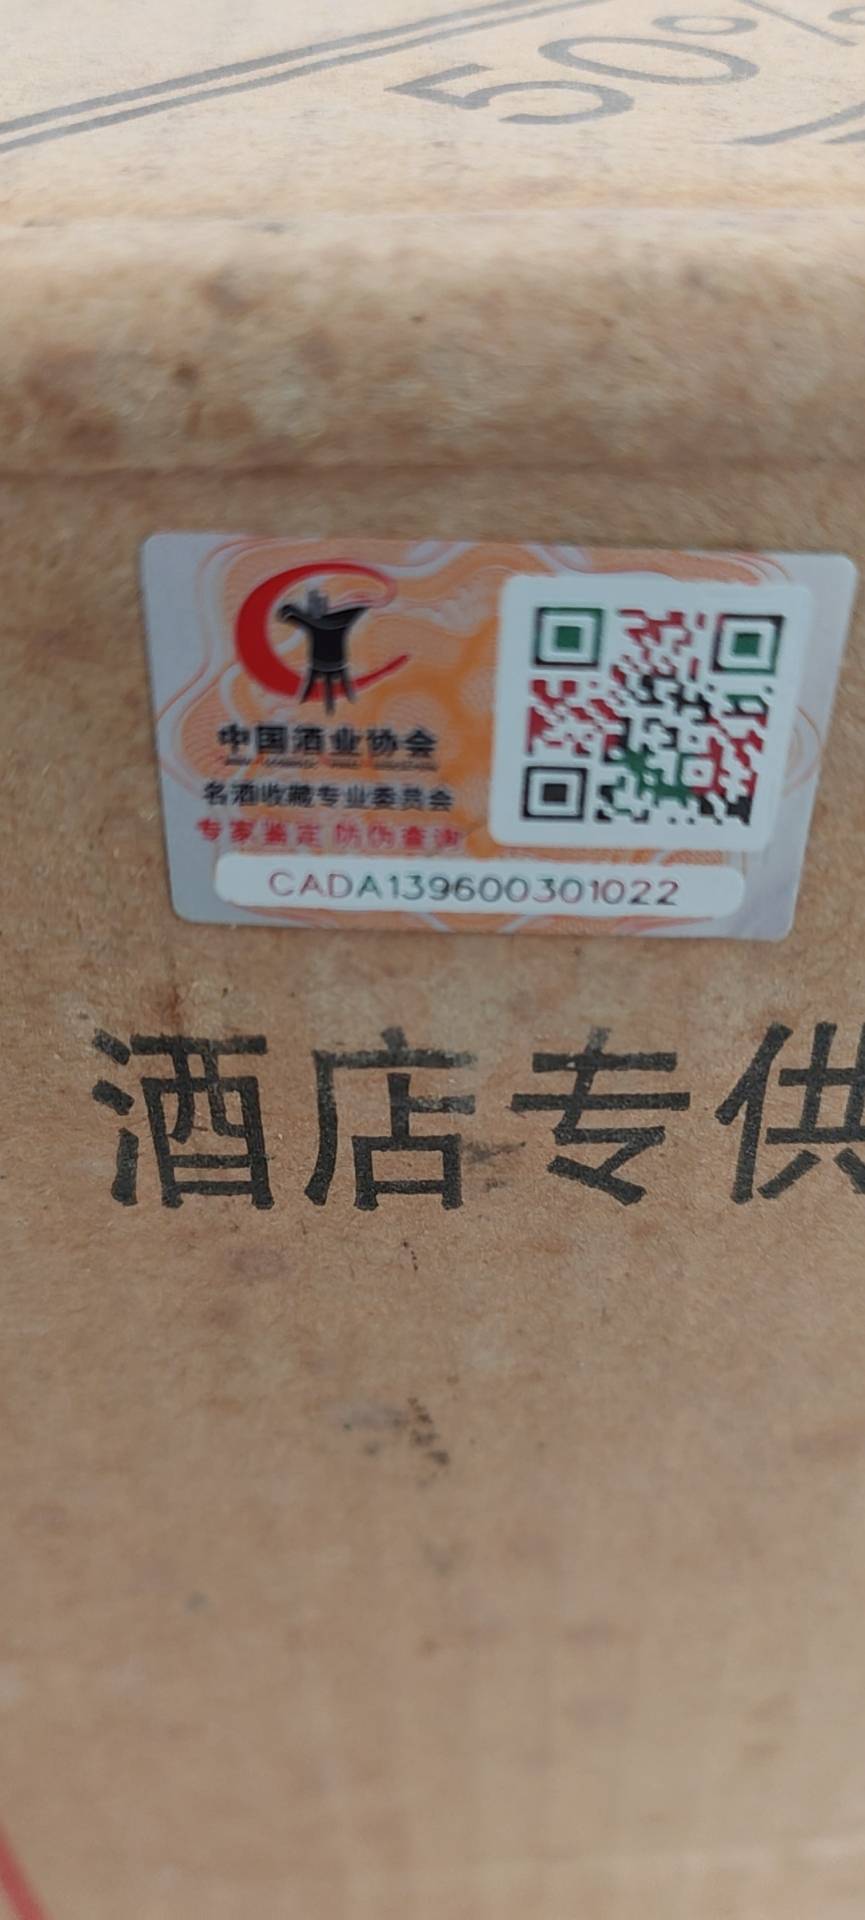 50%
中国酒业协会
名酒收藏专业委员会
专家鉴定 防伪查询
CADA139600301022
酒店专供